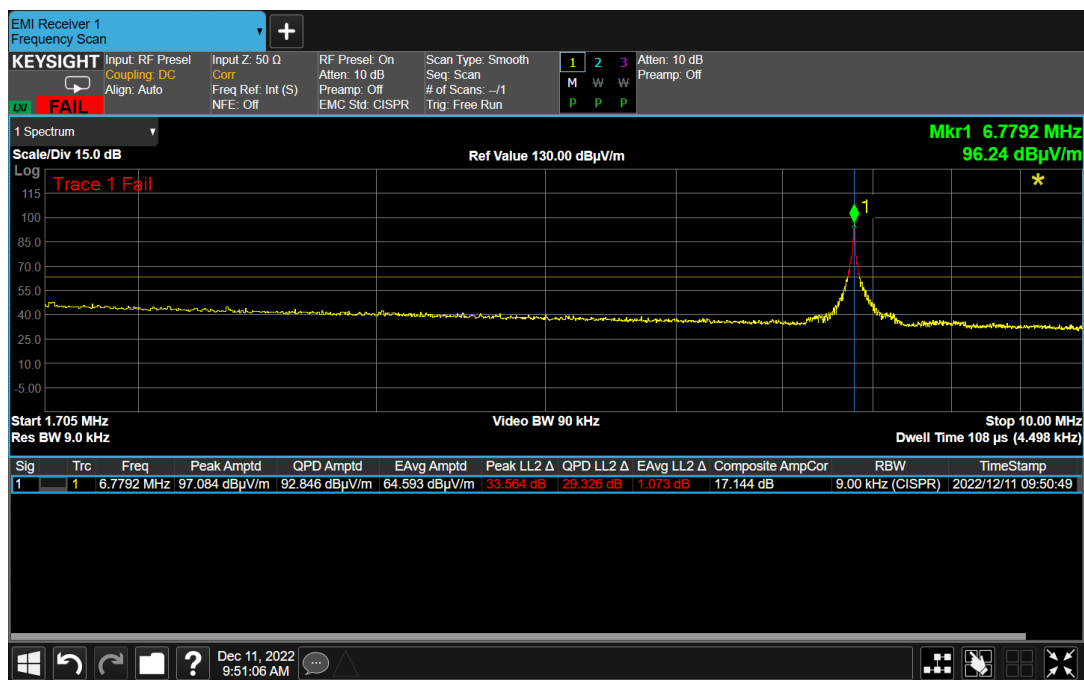 EMI Receiver 1
Frequency Scan
KEYSIGHT Input: RF Presel Input Z: 50 Ω RF Presel: On Scan Type: Smooth 1 2 3 Atten: 10 dB
Coupling: DC Corr Atten: 10 dB Seq: Scan M W W Preamp: Off
Align: Auto Freq Ref: Int (S) Preamp: Off # of Scans: --/1
LXI FAIL NFE: Off EMC Std: CISPR Trig: Free Run P P P
1 Spectrum Mkr1 6.7792 MHz
Scale/Div 15.0 dB Ref Value 130.00 dBµV/m 96.24 dBµV/m
Log
Trace 1 Fail *
115
100 1
85.0
70.0
55.0
40.0
25.0
10.0
-5.00
Start 1.705 MHz Video BW 90 kHz Stop 10.00 MHz
Res BW 9.0 kHz Dwell Time 108 µs (4.498 kHz)
Sig Trc Freq Peak Amptd QPD Amptd EAvg Amptd Peak LL2 Δ QPD LL2 Δ EAvg LL2 Δ Composite AmpCor RBW TimeStamp
1 1 6.7792 MHz 97.084 dBµV/m 92.846 dBµV/m 64.593 dBµV/m 33.564 dB 29.326 dB 1.073 dB 17.144 dB 9.00 kHz (CISPR) 2022/12/11 09:50:49
? Dec 11, 2022
9:51:06 AM